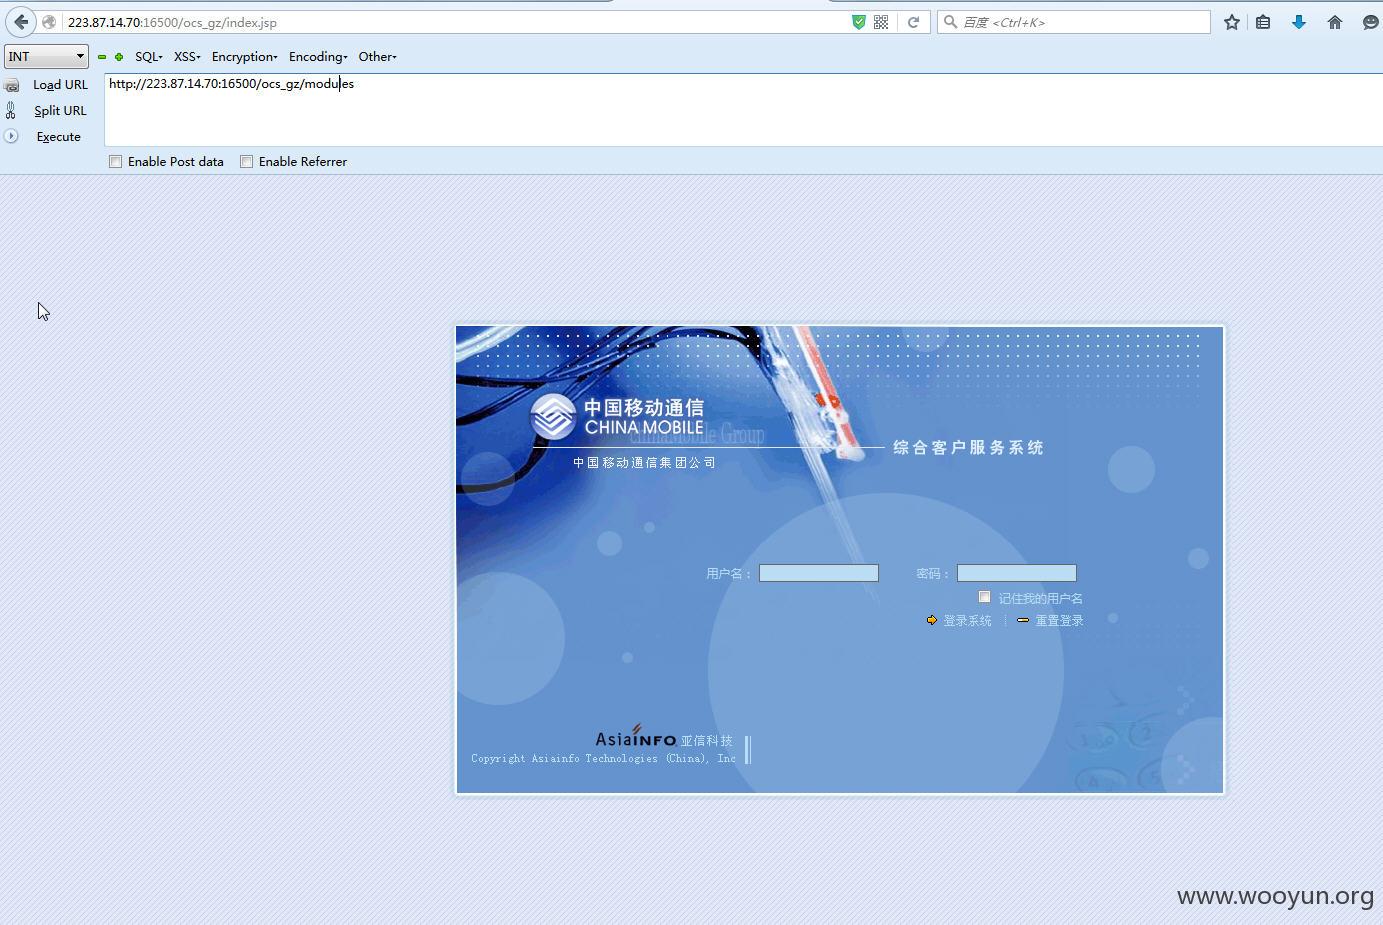 223.87.14.70:16500/ocs_gz/index.jsp
百度 <Ctrl+K>
INT
SQL XSS Encryption Encoding Other
Load URL
http://223.87.14.70:16500/ocs_gz/modules
Split URL
Execute
Enable Post data Enable Referrer
中国移动通信
CHINA MOBILE
chinaMobile Group
综合客户服务系统
中国移动通信集团公司
用户名： 密码：
记住我的用户名
登录系统 重置登录
AsiaINFO 亚信科技
Copyright Asiainfo Technologies (China), Inc
www.wooyun.org